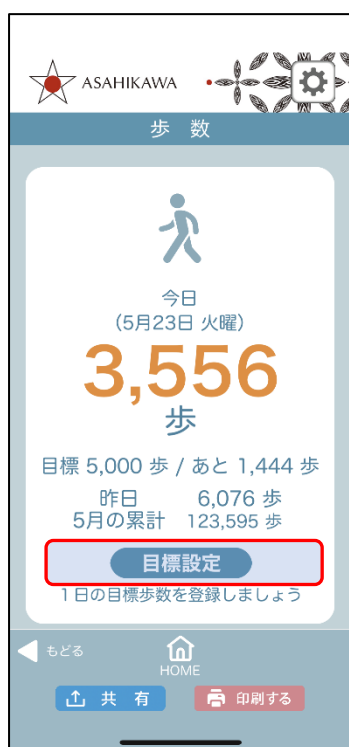 ASAHIKAWA
歩 数
今日
(5月23日 火曜)
3,556
歩
目標 5,000 歩 / あと 1,444 歩
昨日 6,076 歩
5月の累計 123,595 歩
目標設定
1日の目標歩数を登録しましょう
もどる
HOME
共 有
印刷する